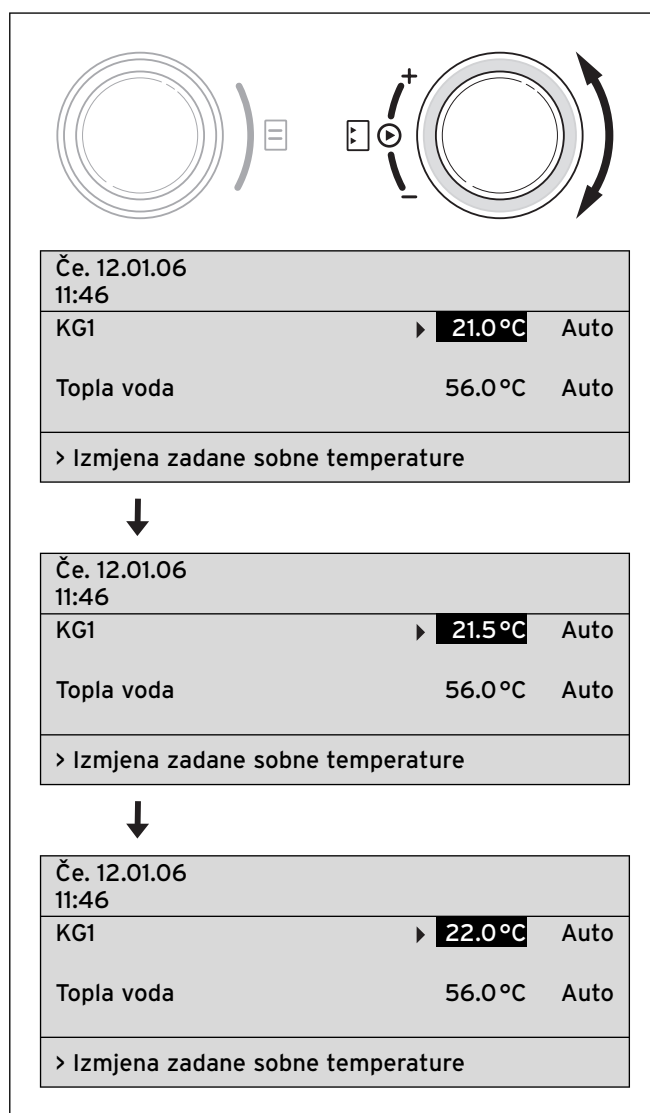 +
−
Če. 12.01.06
11:46
KG1 21.0 °C Auto
Topla voda 56.0 °C Auto
> Izmjena zadane sobne temperature
Če. 12.01.06
11:46
KG1 21.5 °C Auto
Topla voda 56.0 °C Auto
> Izmjena zadane sobne temperature
Če. 12.01.06
11:46
KG1 22.0 °C Auto
Topla voda 56.0 °C Auto
> Izmjena zadane sobne temperature